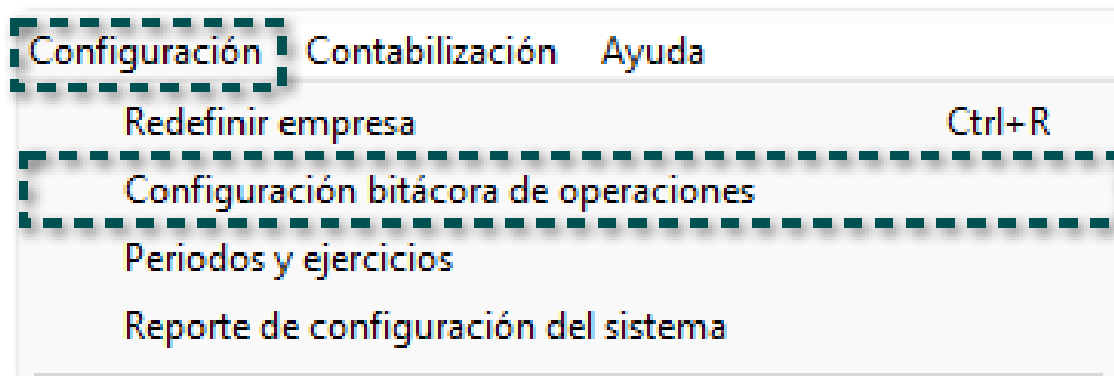 Configuración Contabilización Ayuda
Redefinir empresa Ctrl+R
Configuración bitácora de operaciones
Periodos y ejercicios
Reporte de configuración del sistema